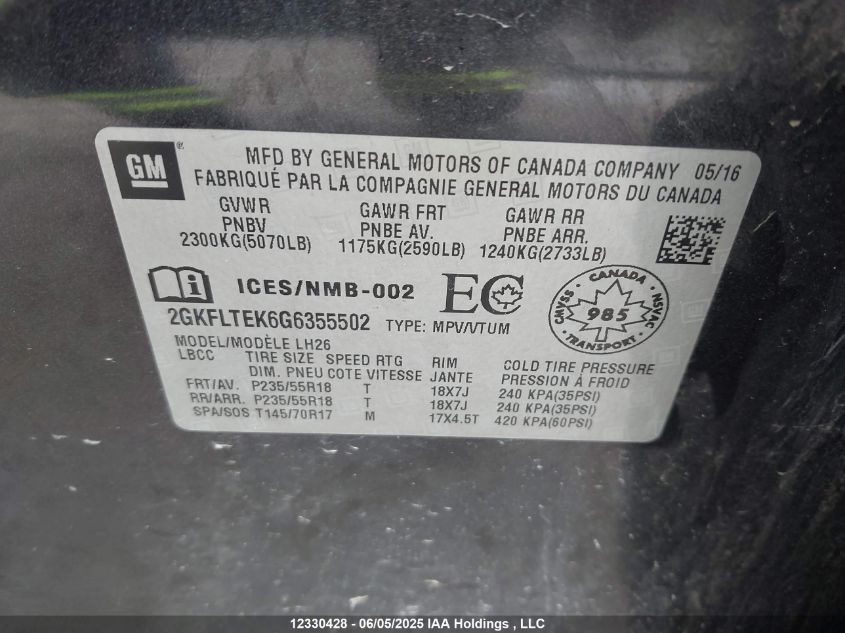 GM ®
MFD BY GENERAL MOTORS OF CANADA COMPANY 05/16
FABRIQUÉ PAR LA COMPAGNIE GENERAL MOTORS DU CANADA
GVWR GAWR FRT GAWR RR
PNBV PNBE AV. PNBE ARR.
2300KG(5070LB) 1175KG(2590LB) 1240KG(2733LB)
i ICES/NMB-002 EC CANADA
985
SVNSA NSVAC
TRANSPORT
2GKFLTEK6G6355502 TYPE: MPV/VTUM
MODEL/MODÈLE LH26
LBCC TIRE SIZE SPEED RTG RIM COLD TIRE PRESSURE
DIM. PNEU COTE VITESSE JANTE PRESSION À FROID
FRT/AV. P235/55R18 T 18X7J 240 KPA(35PSI)
RR/ARR. P235/55R18 T 18X7J 240 KPA(35PSI)
SPA/SOS T145/70R17 M 17X4.5T 420 KPA(60PSI)
12330428 - 06/05/2025 IAA Holdings , LLC